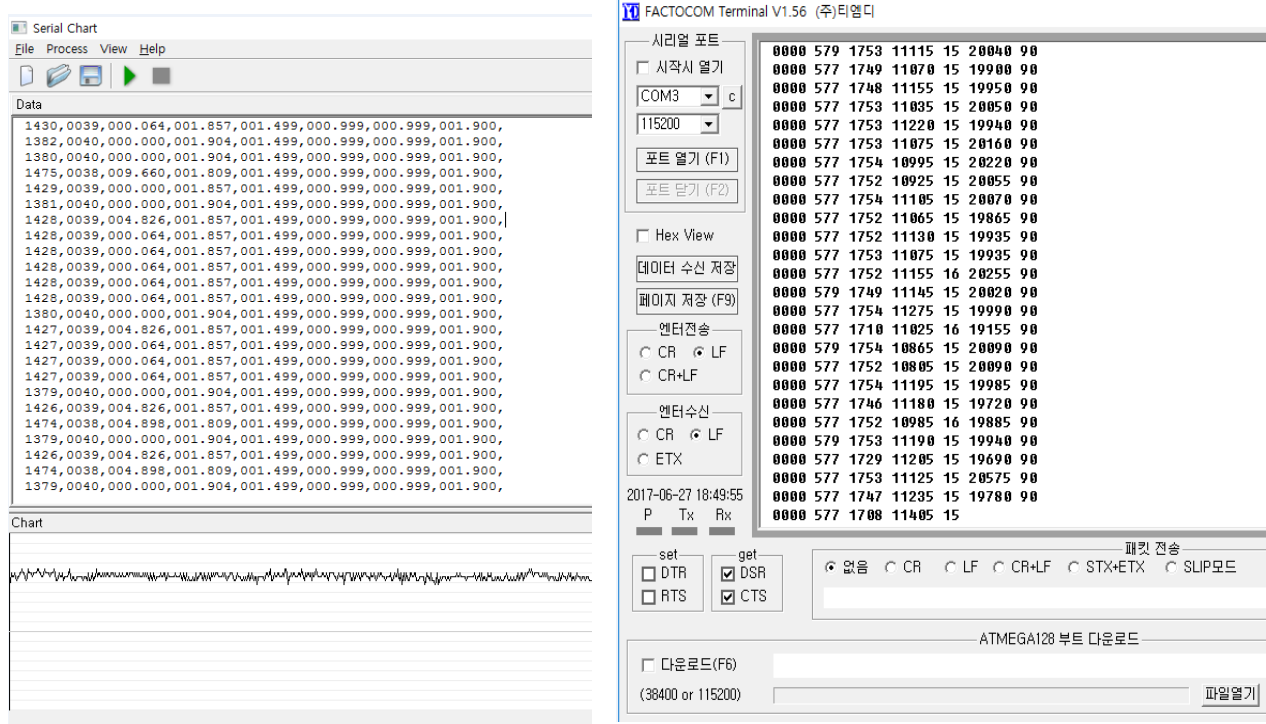 Serial Chart
File Process View Help
Data
1430,0039,000.064,001.857,001.499,000.999,000.999,001.900,
1382,0040,000.000,001.904,001.499,000.999,000.999,001.900,
1380,0040,000.000,001.904,001.499,000.999,000.999,001.900,
1475,0038,009.660,001.809,001.499,000.999,000.999,001.900,
1429,0039,000.000,001.857,001.499,000.999,000.999,001.900,
1381,0040,000.000,001.904,001.499,000.999,000.999,001.900,
1428,0039,004.826,001.857,001.499,000.999,000.999,001.900,
1428,0039,000.064,001.857,001.499,000.999,000.999,001.900,
1428,0039,000.064,001.857,001.499,000.999,000.999,001.900,
1428,0039,000.064,001.857,001.499,000.999,000.999,001.900,
1428,0039,000.064,001.857,001.499,000.999,000.999,001.900,
1428,0039,000.064,001.857,001.499,000.999,000.999,001.900,
1380,0040,000.000,001.904,001.499,000.999,000.999,001.900,
1427,0039,004.826,001.857,001.499,000.999,000.999,001.900,
1427,0039,000.064,001.857,001.499,000.999,000.999,001.900,
1427,0039,000.064,001.857,001.499,000.999,000.999,001.900,
1427,0039,000.064,001.857,001.499,000.999,000.999,001.900,
1379,0040,000.000,001.904,001.499,000.999,000.999,001.900,
1426,0039,004.826,001.857,001.499,000.999,000.999,001.900,
1474,0038,004.898,001.809,001.499,000.999,000.999,001.900,
1379,0040,000.000,001.904,001.499,000.999,000.999,001.900,
1426,0039,004.826,001.857,001.499,000.999,000.999,001.900,
1474,0038,004.898,001.809,001.499,000.999,000.999,001.900,
1379,0040,000.000,001.904,001.499,000.999,000.999,001.900,
Chart
FACTOCOM Terminal V1.56 (주)티엠디
시리얼 포트
시작시 열기
COM3 c
115200
포트 열기 (F1)
포트 닫기 (F2)
Hex View
데이터 수신 저장
페이지 저장 (F9)
엔터전송
CR LF
CR+LF
엔터수신
CR LF
ETX
2017-06-27 18:49:55
P Tx Rx
0000 579 1753 11115 15 20040 90
0000 577 1749 11070 15 19900 90
0000 577 1748 11155 15 19950 90
0000 577 1753 11035 15 20050 90
0000 577 1753 11220 15 19940 90
0000 577 1753 11075 15 20160 90
0000 577 1754 10995 15 20220 90
0000 577 1752 10925 15 20055 90
0000 577 1754 11105 15 20070 90
0000 577 1752 11065 15 19865 90
0000 577 1752 11130 15 19935 90
0000 577 1753 11075 15 19935 90
0000 577 1752 11155 16 20255 90
0000 579 1749 11145 15 20020 90
0000 577 1754 11275 15 19990 90
0000 577 1710 11025 16 19155 90
0000 579 1754 10865 15 20090 90
0000 577 1752 10805 15 20090 90
0000 577 1754 11195 15 19985 90
0000 577 1746 11180 15 19720 90
0000 577 1752 10985 16 19885 90
0000 579 1753 11190 15 19940 90
0000 577 1729 11205 15 19690 90
0000 577 1753 11125 15 20575 90
0000 577 1747 11235 15 19780 90
0000 577 1708 11405 15
set
DTR
RTS
get
DSR
CTS
패킷 전송
없음 CR LF CR+LF STX+ETX SLIP모드
ATMEGA128 부트 다운로드
다운로드(F6)
(38400 or 115200) 파일열기